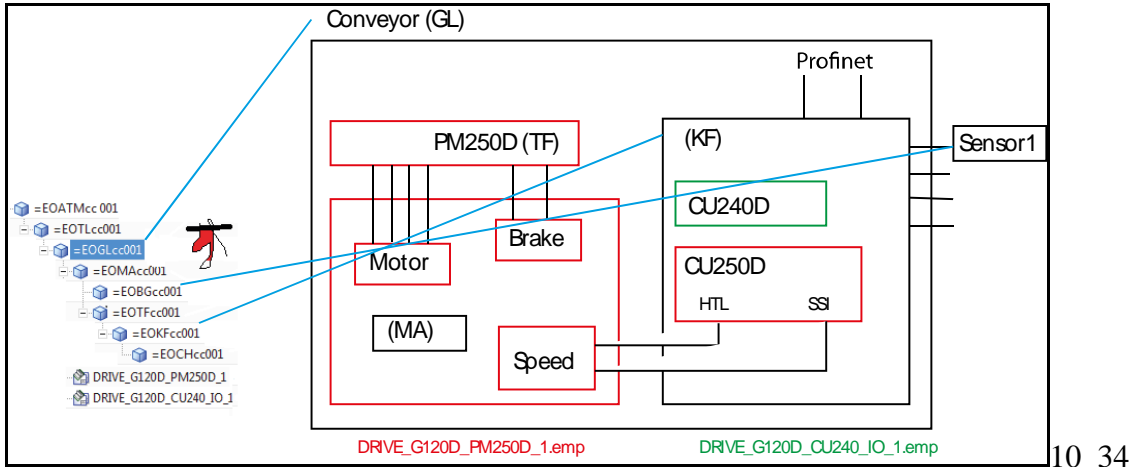 Conveyor (GL)
Profinet
PM250D (TF)
(KF)
Sensor1
CU240D
Brake
Motor
CU250D
HTL
SSI
(MA)
Speed
=EOATMcc 001
=EOTLcc001
=EOGLcc001
=EOMAcc001
=EOBGcc001
=EOTFcc001
=EOKFcc001
=EOCHcc001
DRIVE_G120D_PM250D_1
DRIVE_G120D_CU240_IO_1
DRIVE_G120D_PM250D_1.emp
DRIVE_G120D_CU240_IO_1.emp
10 34